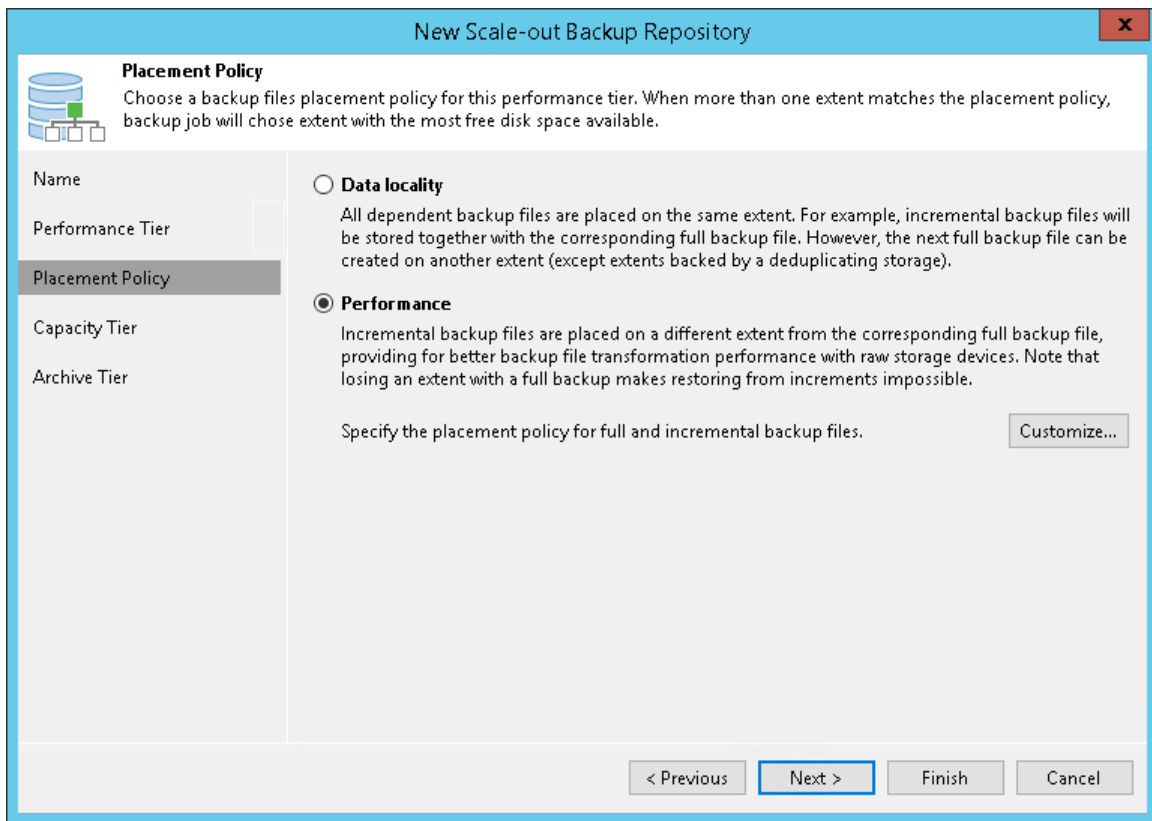 New Scale-out Backup Repository
x
Placement Policy
Choose a backup files placement policy for this performance tier. When more than one extent matches the placement policy,
backup job will chose extent with the most free disk space available.
Name
Performance Tier
Placement Policy
Capacity Tier
Archive Tier
Data locality
All dependent backup files are placed on the same extent. For example, incremental backup files will
be stored together with the corresponding full backup file. However, the next full backup file can be
created on another extent (except extents backed by a deduplicating storage).
Performance
Incremental backup files are placed on a different extent from the corresponding full backup file,
providing for better backup file transformation performance with raw storage devices. Note that
losing an extent with a full backup makes restoring from increments impossible.
Specify the placement policy for full and incremental backup files.
Customize...
< Previous
Next >
Finish
Cancel